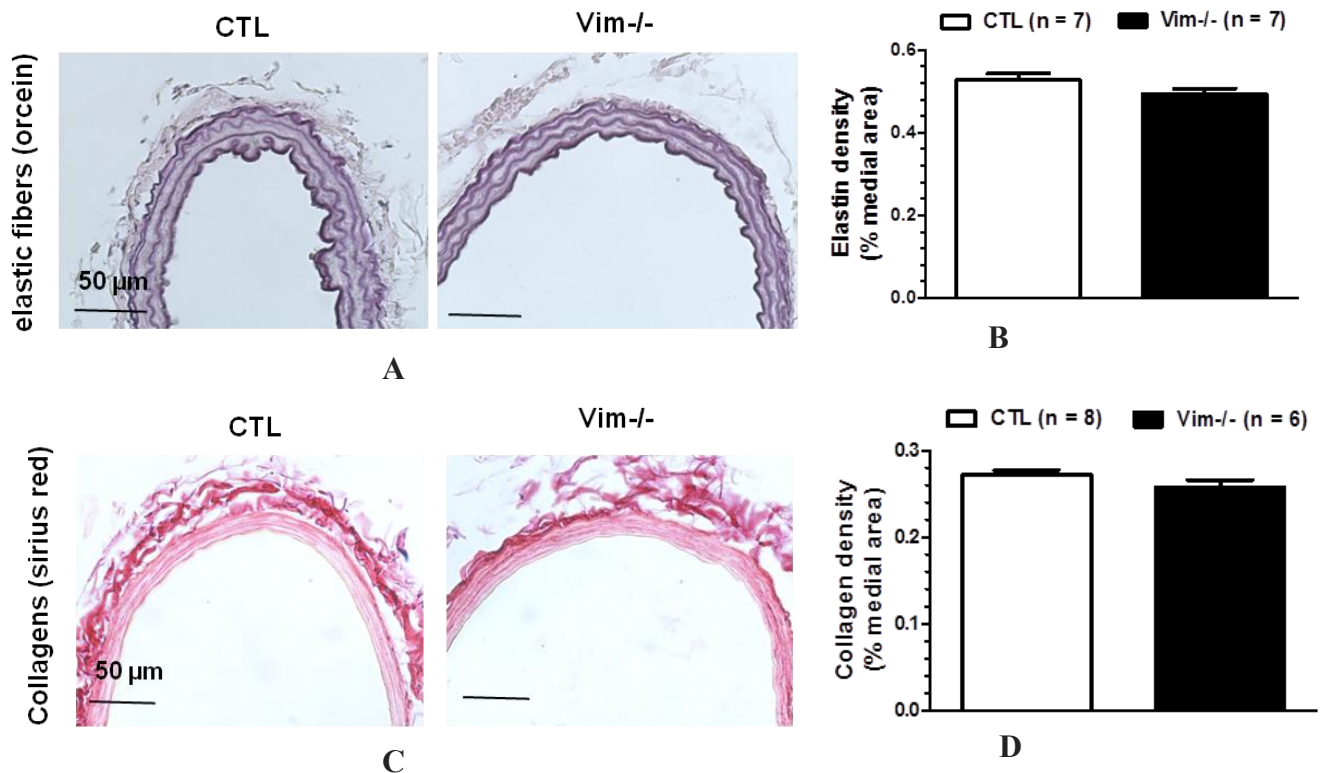 CTL
Vim-/-
elastic fibers (orcein)
50 µm
A
CTL (n = 7)
Vim-/- (n = 7)
Elastin density
(% medial area)
0.6
0.4
0.2
0.0
B
CTL
Vim-/-
Collagens (sirius red)
50 µm
C
CTL (n = 8)
Vim-/- (n = 6)
Collagen density
(% medial area)
0.3
0.2
0.1
0.0
D